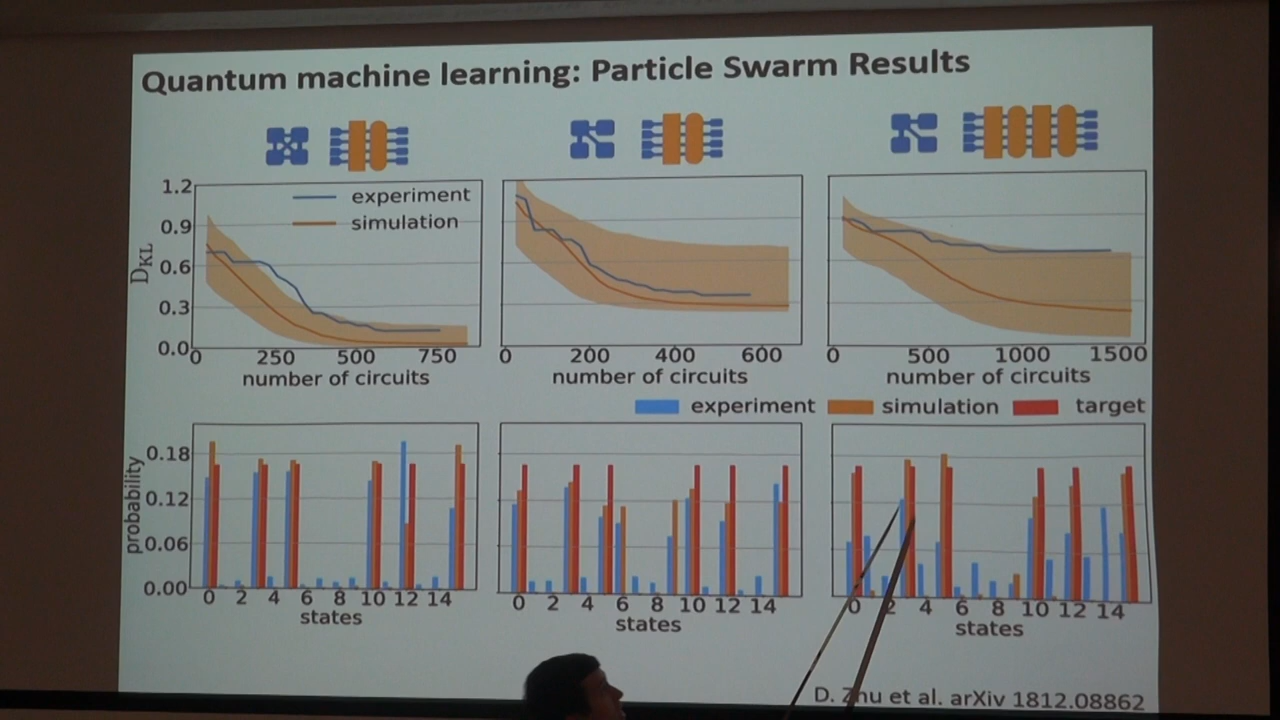 Quantum machine learning: Particle Swarm Results
experiment
simulation
DKL
1.2
0.9
0.6
0.3
0.0
0 250 500 750
number of circuits
0 200 400 600
number of circuits
0 500 1000 1500
number of circuits
experiment simulation target
probability
0.18
0.12
0.06
0.00
0 2 4 6 8 10 12 14
states
0 2 4 6 8 10 12 14
states
0 2 4 6 8 10 12 14
states
D. Zhu et al. arXiv 1812.08862